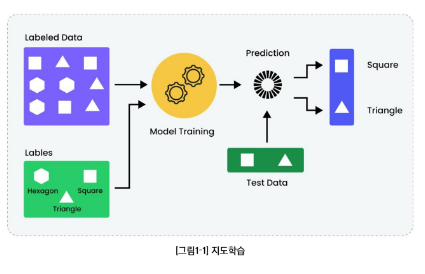 Labeled Data
Prediction
Square
Triangle
Model Training
Lables
Hexagon
Square
Triangle
Test Data
[그림1-1] 지도학습